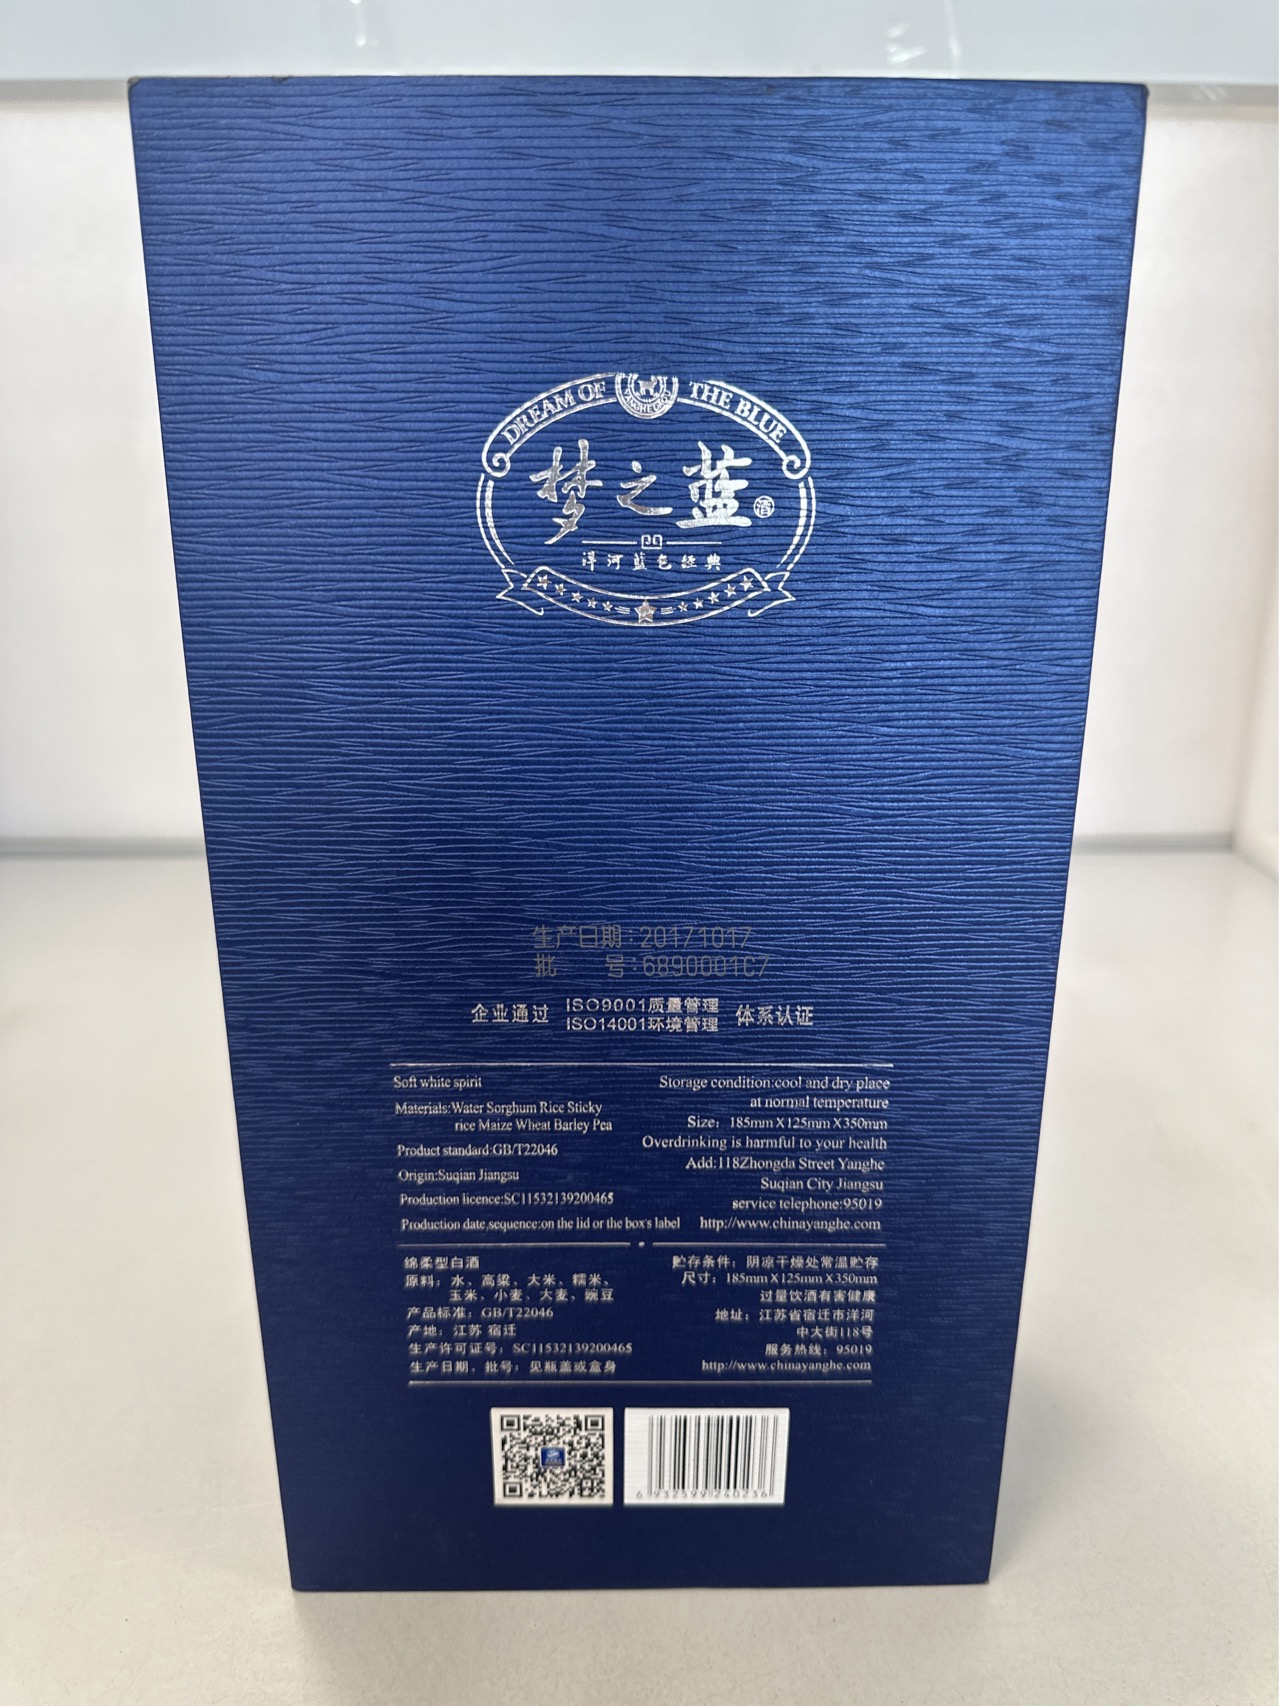 DREAM OF THE BLUE
YANGHE DAQU
梦之蓝 酒
洋河蓝色经典
生产日期:20171017
批 号:6890001C7
企业通过 ISO9001质量管理 体系认证
ISO14001环境管理
Soft white spirit
Materials:Water Sorghum Rice Sticky
rice Maize Wheat Barley Pea
Product standard:GB/T22046
Origin:Suqian Jiangsu
Production licence:SC11532139200465
Production date,sequence:on the lid or the box's label
Storage condition:cool and dry place
at normal temperature
Size：185mm X 125mm X 350mm
Overdrinking is harmful to your health
Add:118Zhongda Street Yanghe
Suqian City Jiangsu
service telephone:95019
http://www.chinayanghe.com
绵柔型白酒
原料：水、高粱、大米、糯米、
玉米、小麦、大麦、豌豆
产品标准：GB/T22046
产地：江苏 宿迁
生产许可证号：SC11532139200465
生产日期、批号：见瓶盖或盒身
贮存条件：阴凉干燥处常温贮存
尺寸：185mm X 125mm X 350mm
过量饮酒有害健康
地址：江苏省宿迁市洋河
中大街118号
服务热线：95019
http://www.chinayanghe.com
6 932599 240236